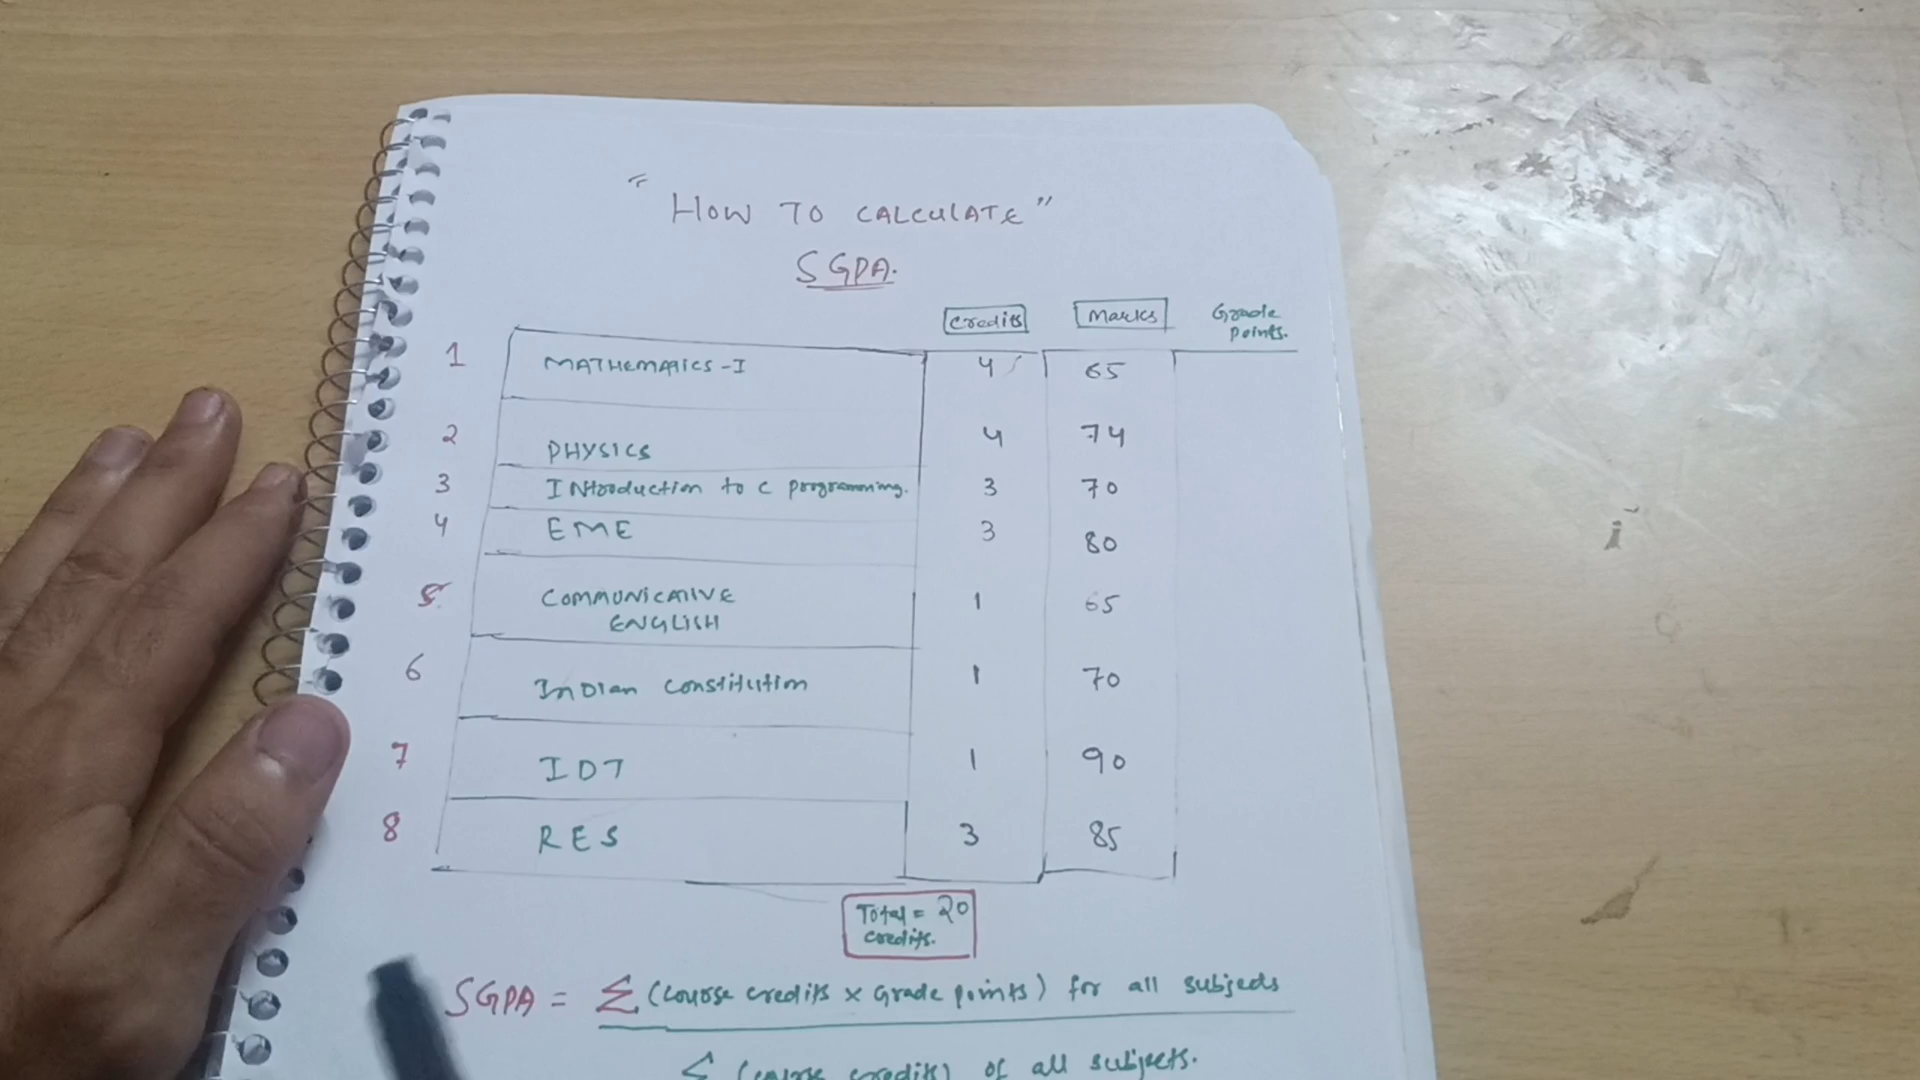 "HOW TO CALCULATE"
SGPA.
Credits Marks Grade Points.
1 MATHEMATICS-I 4 65
2 PHYSICS 4 74
3 Introduction to C programming. 3 70
4 EME 3 80
5. COMMUNICATIVE ENGLISH 1 65
6 Indian Constitution 1 70
7 IDT 1 90
8 RES 3 85
Total = 20
Credits.
SGPA = Σ (Course credits x Grade points) for all subjects
Σ (course credits) of all subjects.